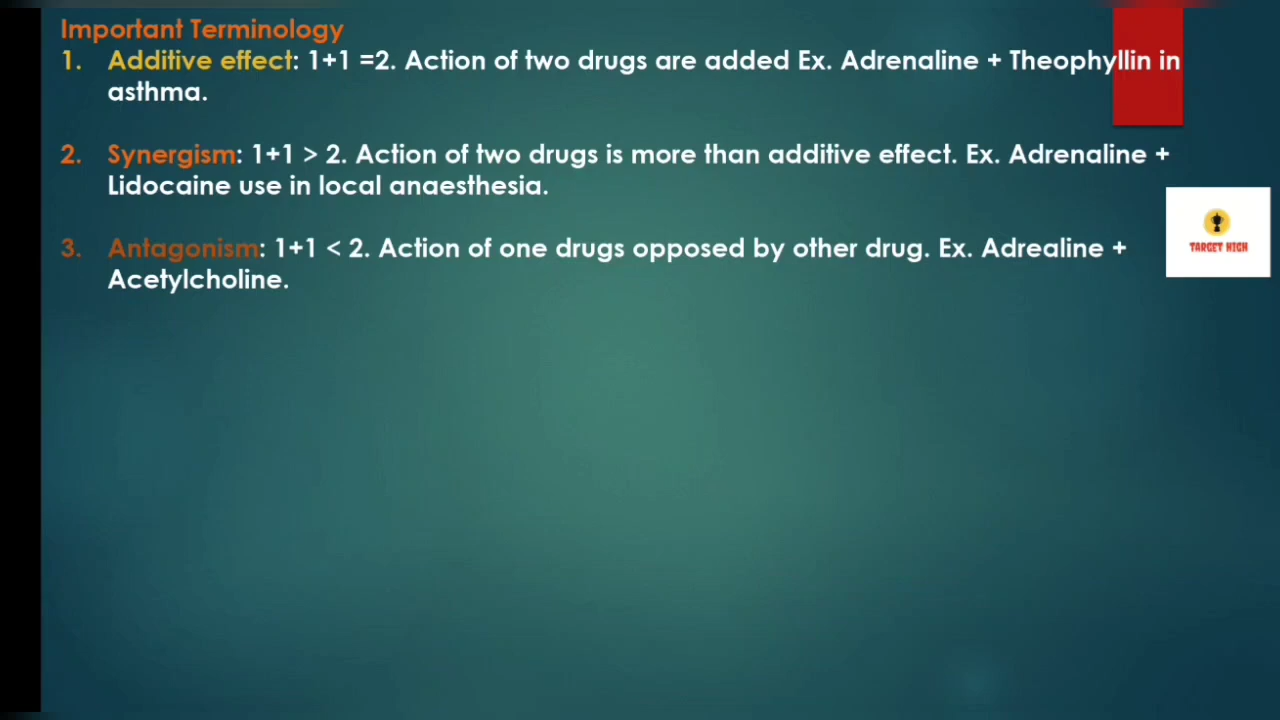 Important Terminology
1. Additive effect: 1+1 =2. Action of two drugs are added Ex. Adrenaline + Theophyllin in
asthma.
2. Synergism: 1+1 > 2. Action of two drugs is more than additive effect. Ex. Adrenaline +
Lidocaine use in local anaesthesia.
3. Antagonism: 1+1 < 2. Action of one drugs opposed by other drug. Ex. Adrealine +
Acetylcholine.
TARGET HIGH